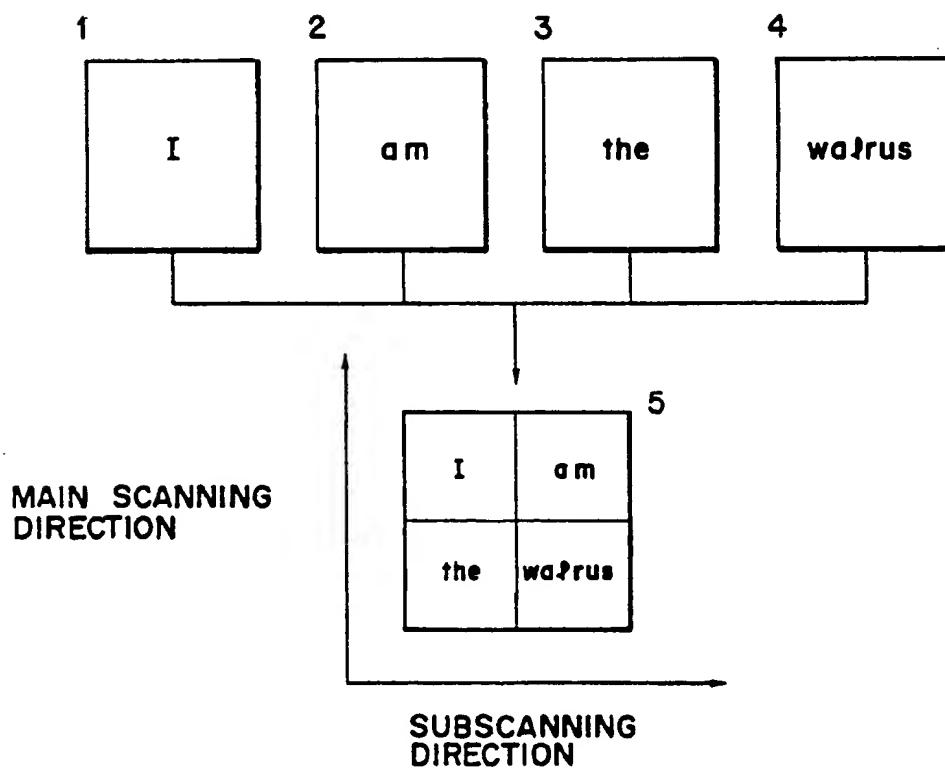 1 2 3 4
I am the walrus
5
I am
the walrus
MAIN SCANNING
DIRECTION
SUBSCANNING
DIRECTION